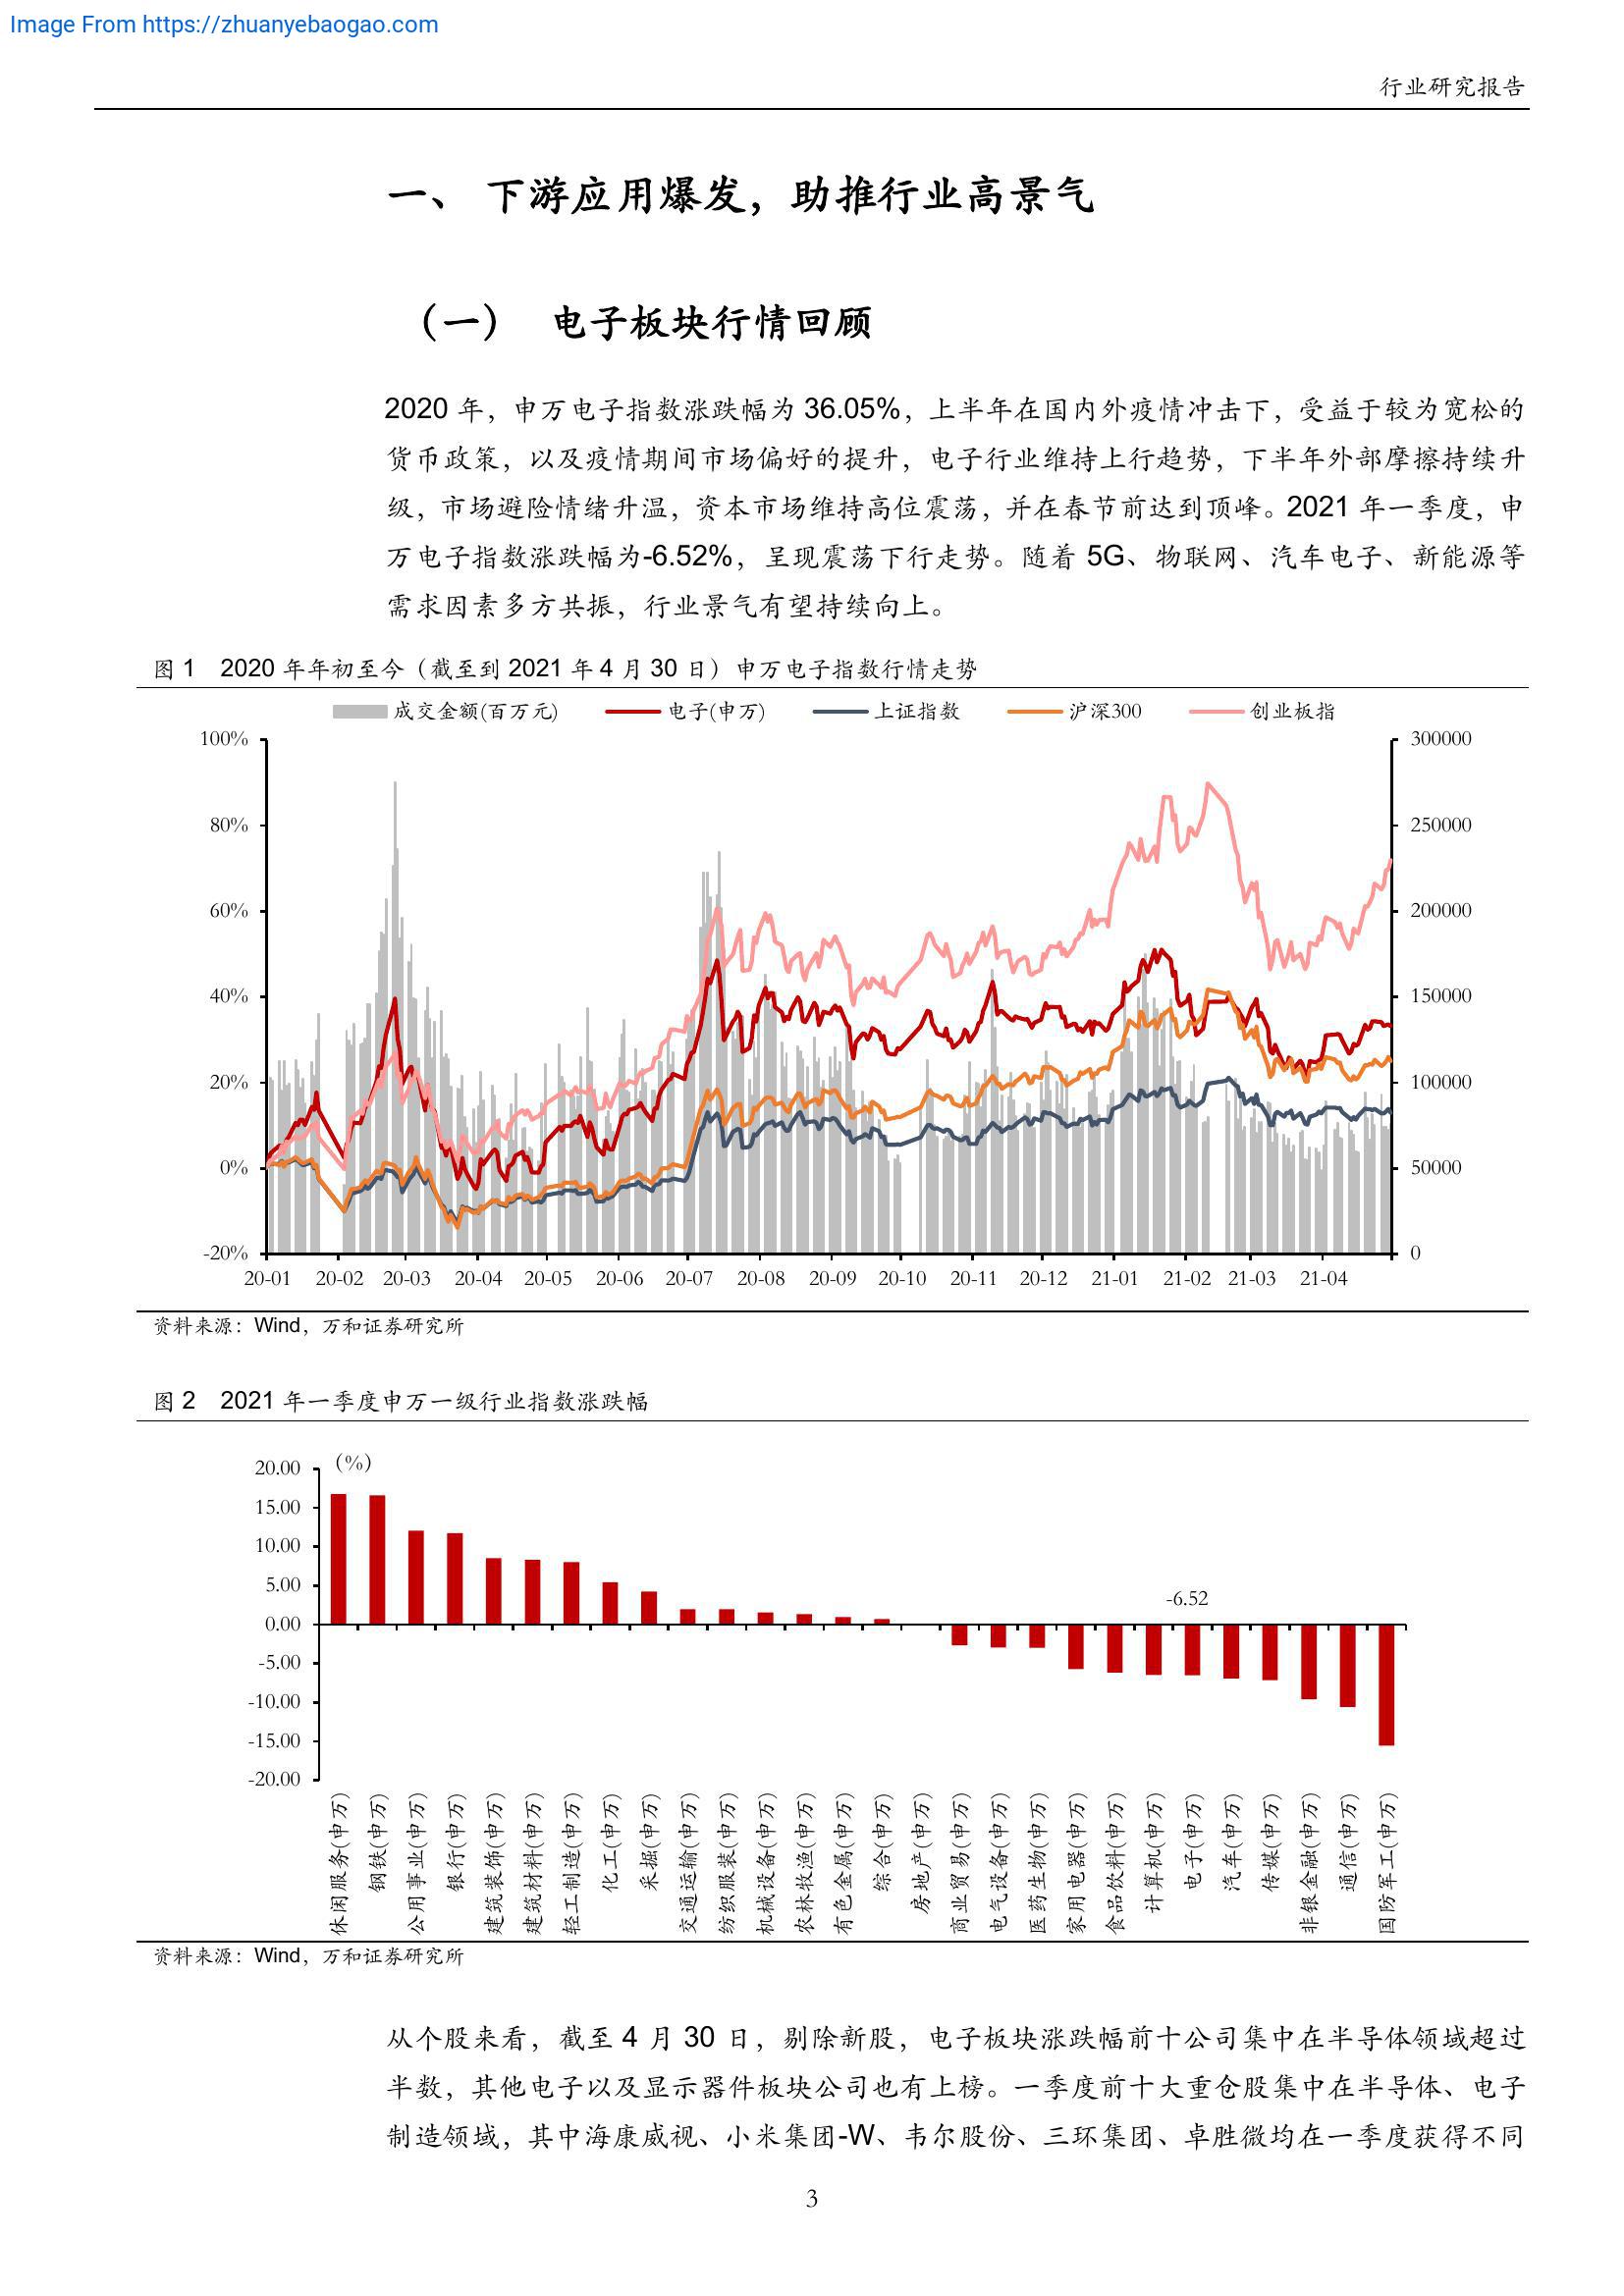 Image From https://zhuanyebaogao.com
行业研究报告
一、 下游应用爆发，助推行业高景气
（一） 电子板块行情回顾
2020 年，申万电子指数涨跌幅为 36.05%，上半年在国内外疫情冲击下，受益于较为宽松的
货币政策，以及疫情期间市场偏好的提升，电子行业维持上行趋势，下半年外部摩擦持续升
级，市场避险情绪升温，资本市场维持高位震荡，并在春节前达到顶峰。2021 年一季度，申
万电子指数涨跌幅为-6.52%，呈现震荡下行走势。随着 5G、物联网、汽车电子、新能源等
需求因素多方共振，行业景气有望持续向上。
图 1 2020 年年初至今（截至到 2021 年 4 月 30 日）申万电子指数行情走势
成交金额(百万元) 电子(申万) 上证指数 沪深300 创业板指
100% 300000
80% 250000
60% 200000
40% 150000
20% 100000
0% 50000
-20% 0
20-01 20-02 20-03 20-04 20-05 20-06 20-07 20-08 20-09 20-10 20-11 20-12 21-01 21-02 21-03 21-04
资料来源：Wind，万和证券研究所
图 2 2021 年一季度申万一级行业指数涨跌幅
（%）
20.00
15.00
10.00
5.00
0.00
-5.00
-10.00
-15.00
-20.00
-6.52
休闲服务(申万)
钢铁(申万)
公用事业(申万)
银行(申万)
建筑装饰(申万)
建筑材料(申万)
轻工制造(申万)
化工(申万)
采掘(申万)
交通运输(申万)
纺织服装(申万)
机械设备(申万)
农林牧渔(申万)
有色金属(申万)
综合(申万)
房地产(申万)
商业贸易(申万)
电气设备(申万)
医药生物(申万)
家用电器(申万)
食品饮料(申万)
计算机(申万)
电子(申万)
汽车(申万)
传媒(申万)
非银金融(申万)
通信(申万)
国防军工(申万)
资料来源：Wind，万和证券研究所
从个股来看，截至 4 月 30 日，剔除新股，电子板块涨跌幅前十公司集中在半导体领域超过
半数，其他电子以及显示器件板块公司也有上榜。一季度前十大重仓股集中在半导体、电子
制造领域，其中海康威视、小米集团-W、韦尔股份、三环集团、卓胜微均在一季度获得不同
3